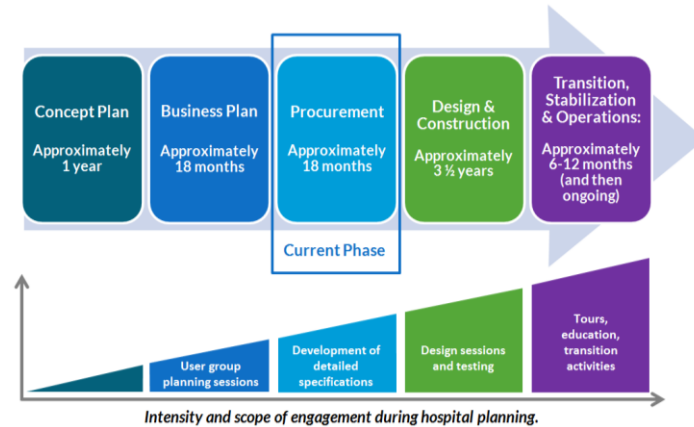 Concept Plan
Approximately
1 year
Business Plan
Approximately
18 months
Procurement
Approximately
18 months
Current Phase
Design &
Construction
Approximately
3 ½ years
Transition,
Stabilization
& Operations:
Approximately
6-12 months
(and then
ongoing)
User group
planning sessions
Development of
detailed
specifications
Design sessions
and testing
Tours,
education,
transition
activities
Intensity and scope of engagement during hospital planning.